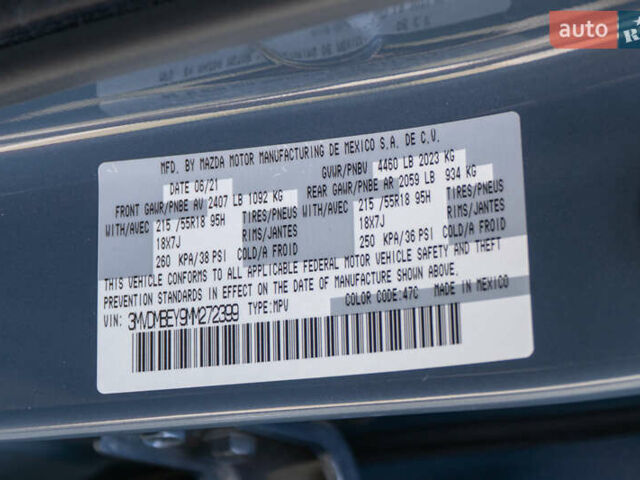 auto
R
MFD. BY MAZDA MOTOR MANUFACTURING DE MEXICO S.A. DE C.V.
DATE 06/21 GVWR/PNBV 4460 LB 2023 KG
FRONT GAWR/PNBE AV 2407 LB 1092 KG REAR GAWR/PNBE AR 2059 LB 934 KG
WITH/AVEC 215/55R18 95H TIRES/PNEUS WITH/AVEC 215/55R18 95H TIRES/PNEUS
18X7J RIMS/JANTES 18X7J RIMS/JANTES
260 KPA/38 PSI COLD/A FROID 250 KPA/36 PSI COLD/A FROID
THIS VEHICLE CONFORMS TO ALL APPLICABLE FEDERAL MOTOR VEHICLE SAFETY AND THEFT
PREVENTION STANDARDS IN EFFECT ON THE DATE OF MANUFACTURE SHOWN ABOVE.
VIN: 3MVDMBEY9MM272399 TYPE:MPV COLOR CODE:47C MADE IN MEXICO